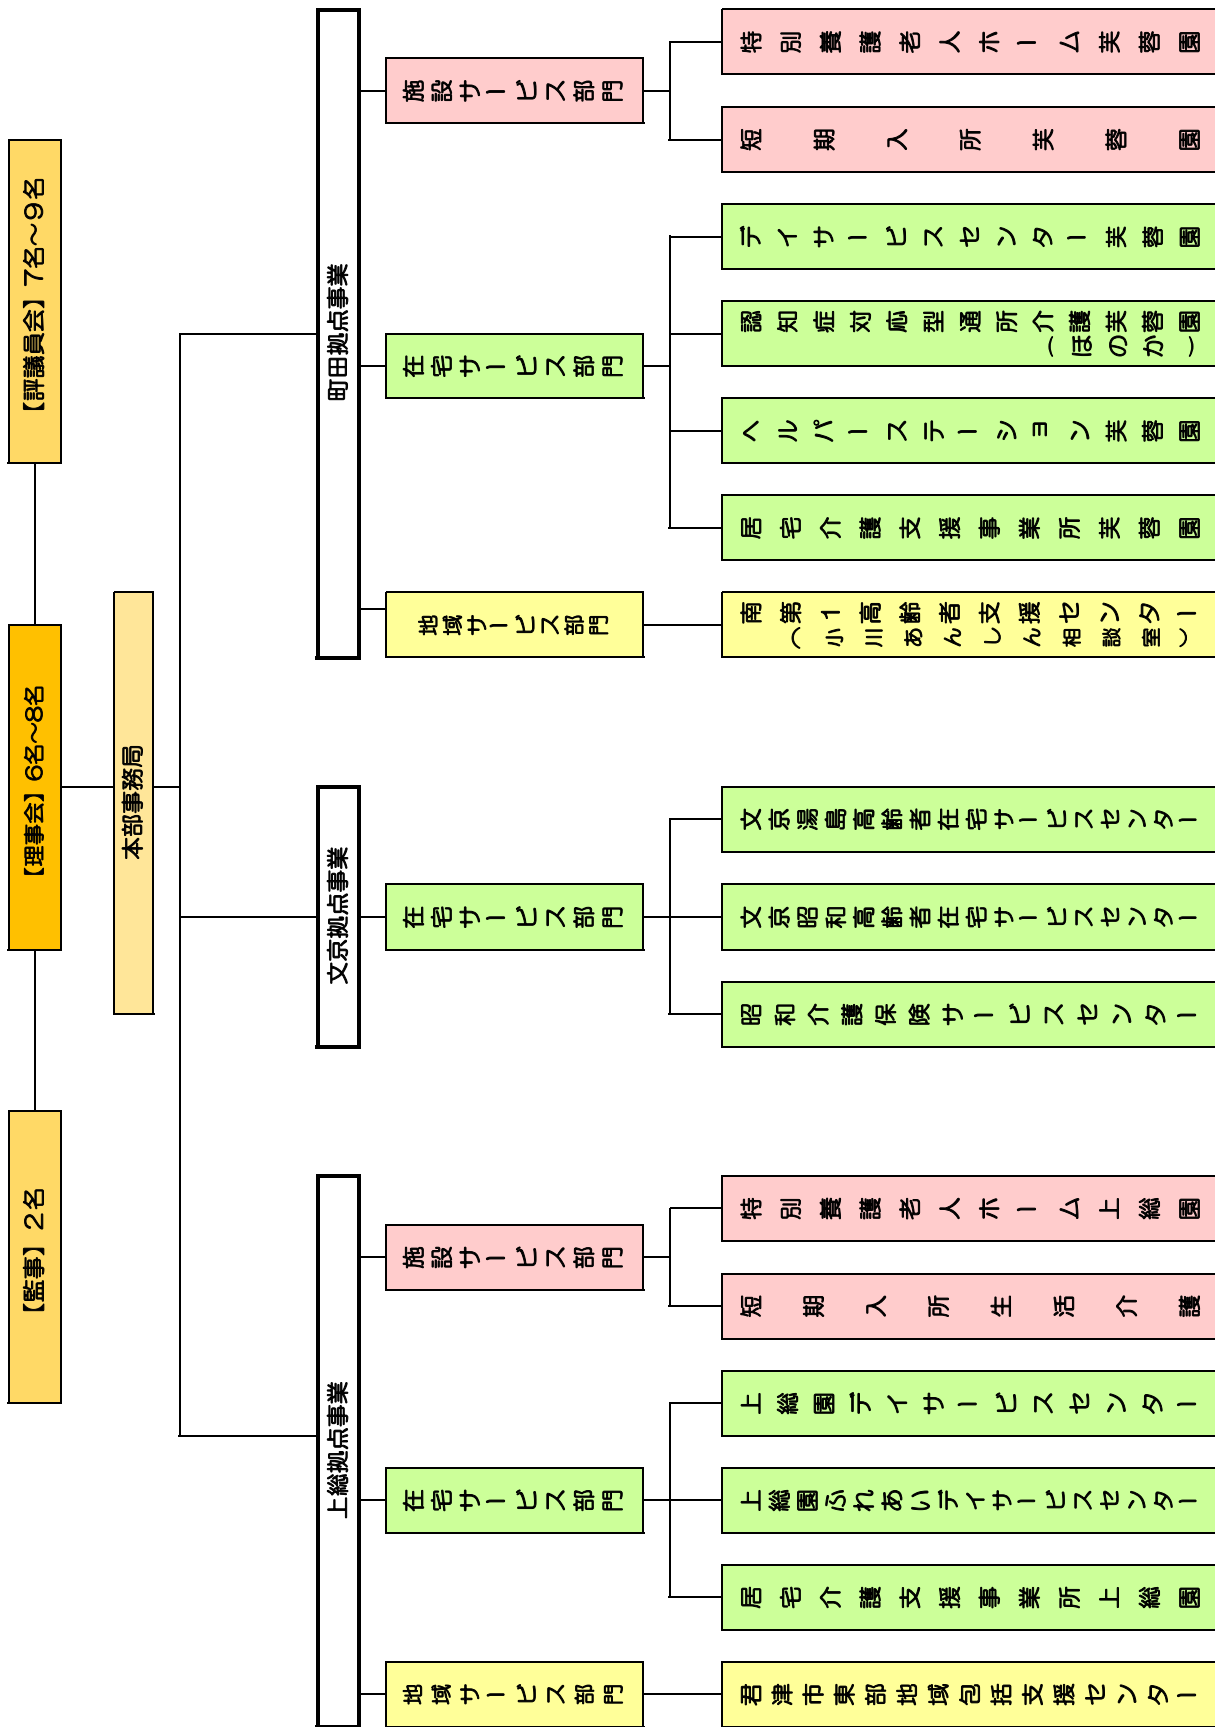 【評議員会】７名～９名
【理事会】６名～８名
【監事】２名
本部事務局
町田拠点事業
施設サービス部門
特別養護老人ホーム芙蓉園
短期入所芙蓉園
在宅サービス部門
デイサービスセンター芙蓉園
認知症対応型通所介護芙蓉園
（ほのか）
ヘルパーステーション芙蓉園
居宅介護支援事業所芙蓉園
地域サービス部門
南第１高齢者支援センター
（小川あんしん相談室）
文京拠点事業
在宅サービス部門
文京湯島高齢者在宅サービスセンター
文京昭和高齢者在宅サービスセンター
昭和介護保険サービスセンター
上総拠点事業
施設サービス部門
特別養護老人ホーム上総園
短期入所生活介護
在宅サービス部門
上総園デイサービスセンター
上総園ふれあいデイサービスセンター
居宅介護支援事業所上総園
地域サービス部門
君津市東部地域包括支援センター